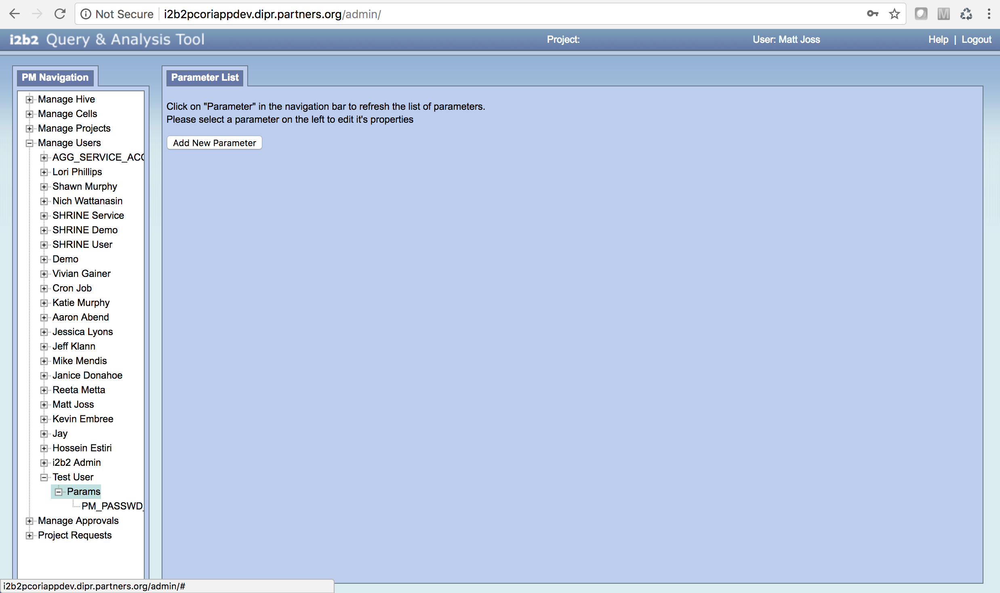 Not Secure i2b2pcoriappdev.dipr.partners.org/admin/
i2b2 Query & Analysis Tool Project: User: Matt Joss Help | Logout
PM Navigation
Manage Hive
Manage Cells
Manage Projects
Manage Users
AGG_SERVICE_ACC
Lori Phillips
Shawn Murphy
Nich Wattanasin
SHRINE Service
SHRINE Demo
SHRINE User
Demo
Vivian Gainer
Cron Job
Katie Murphy
Aaron Abend
Jessica Lyons
Jeff Klann
Mike Mendis
Janice Donahoe
Reeta Metta
Matt Joss
Kevin Embree
Jay
Hossein Estiri
i2b2 Admin
Test User
Params
PM_PASSWD_
Manage Approvals
Project Requests
Parameter List
Click on "Parameter" in the navigation bar to refresh the list of parameters.
Please select a parameter on the left to edit it's properties
Add New Parameter
i2b2pcoriappdev.dipr.partners.org/admin/#